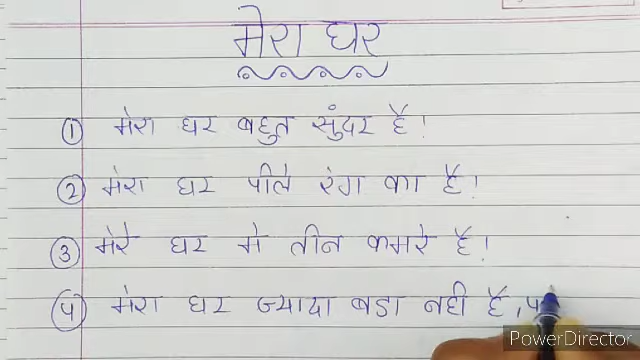 मेरा घर
① मेरा घर बहुत सुंदर है!
② मेरा घर पीले रंग का है!
③ मेरे घर मे तीन कमरे है!
④ मेरा घर ज्यादा बडा नही है,
PowerDirector